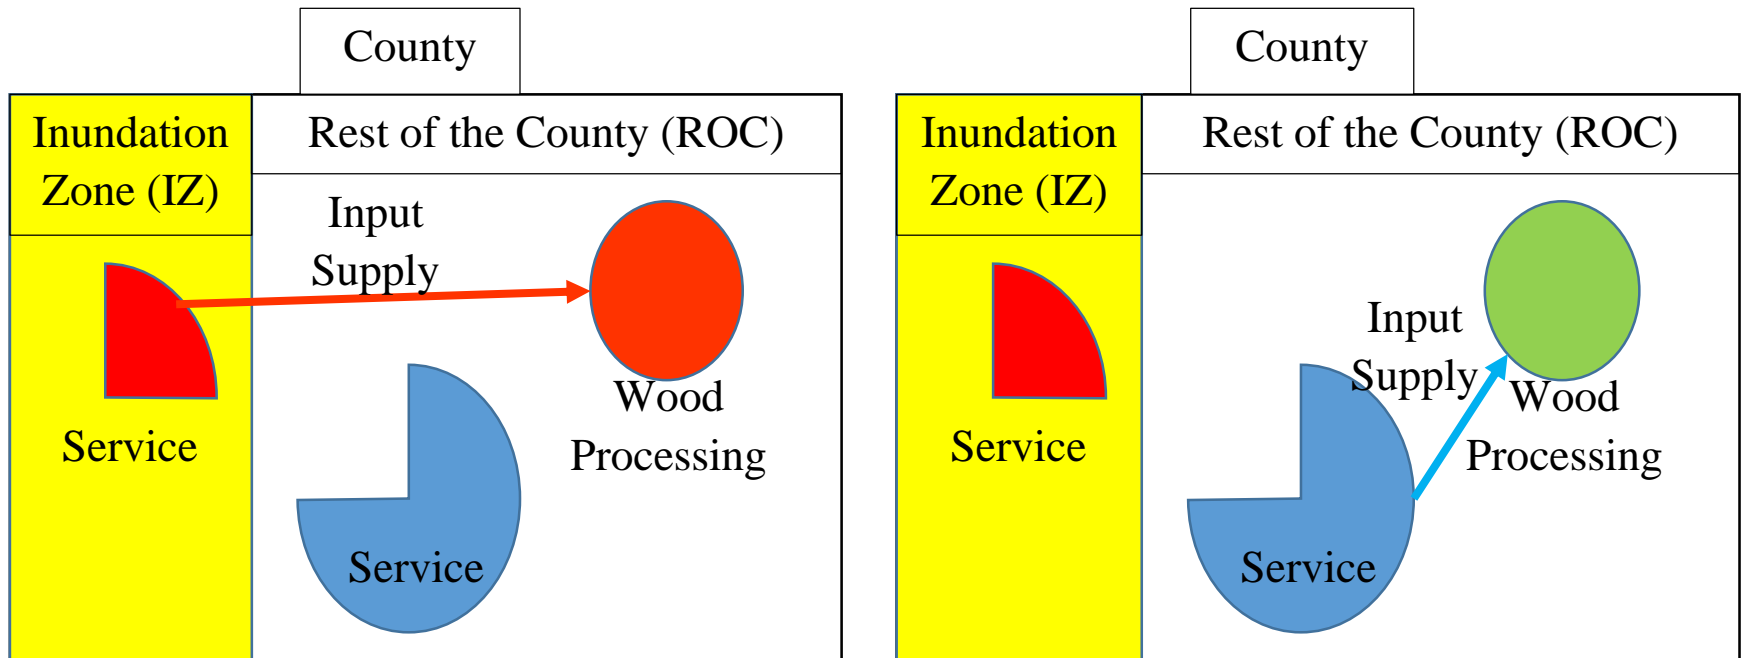 County
Inundation
Zone (IZ)
Rest of the County (ROC)
Input
Supply
Service
Wood
Processing
Service
County
Inundation
Zone (IZ)
Rest of the County (ROC)
Input
Supply
Service
Wood
Processing
Service